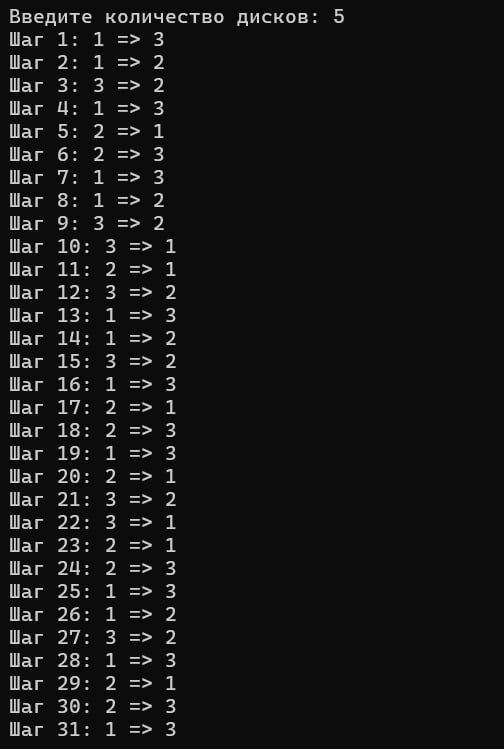 Введите количество дисков: 5
Шаг 1: 1 => 3
Шаг 2: 1 => 2
Шаг 3: 3 => 2
Шаг 4: 1 => 3
Шаг 5: 2 => 1
Шаг 6: 2 => 3
Шаг 7: 1 => 3
Шаг 8: 1 => 2
Шаг 9: 3 => 2
Шаг 10: 3 => 1
Шаг 11: 2 => 1
Шаг 12: 3 => 2
Шаг 13: 1 => 3
Шаг 14: 1 => 2
Шаг 15: 3 => 2
Шаг 16: 1 => 3
Шаг 17: 2 => 1
Шаг 18: 2 => 3
Шаг 19: 1 => 3
Шаг 20: 2 => 1
Шаг 21: 3 => 2
Шаг 22: 3 => 1
Шаг 23: 2 => 1
Шаг 24: 2 => 3
Шаг 25: 1 => 3
Шаг 26: 1 => 2
Шаг 27: 3 => 2
Шаг 28: 1 => 3
Шаг 29: 2 => 1
Шаг 30: 2 => 3
Шаг 31: 1 => 3